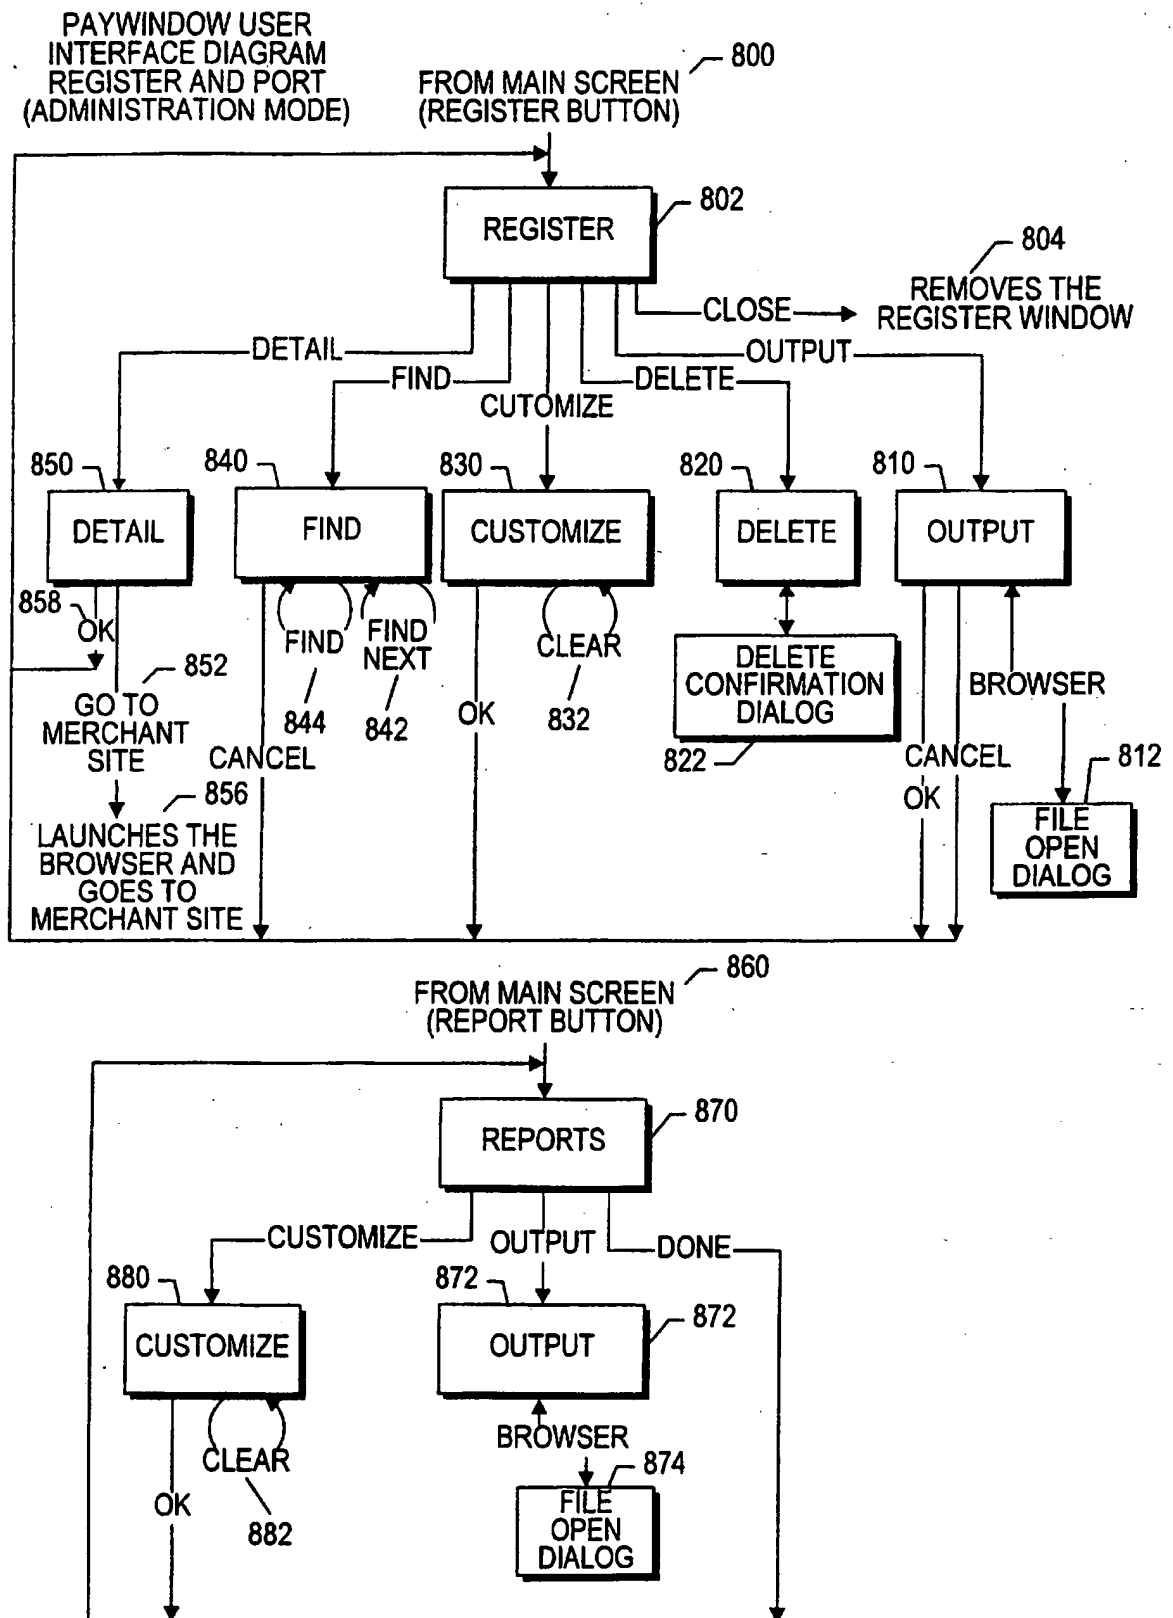 PAYWINDOW USER
INTERFACE DIAGRAM
REGISTER AND PORT
(ADMINISTRATION MODE)
800
FROM MAIN SCREEN
(REGISTER BUTTON)
REGISTER
802
804
REMOVES THE
REGISTER WINDOW
CLOSE
DETAIL
OUTPUT
FIND
DELETE
CUTOMIZE
850
840
830
820
810
DETAIL
FIND
CUSTOMIZE
DELETE
OUTPUT
858
OK
FIND
FIND
NEXT
CLEAR
DELETE
CONFIRMATION
DIALOG
BROWSER
852
GO TO
MERCHANT
SITE
844
842
OK
832
822
CANCEL
CANCEL
OK
812
856
LAUNCHES THE
BROWSER AND
GOES TO
MERCHANT SITE
FILE
OPEN
DIALOG
860
FROM MAIN SCREEN
(REPORT BUTTON)
REPORTS
870
CUSTOMIZE
OUTPUT
DONE
880
872
CUSTOMIZE
OUTPUT
872
CLEAR
BROWSER
874
OK
882
FILE
OPEN
DIALOG